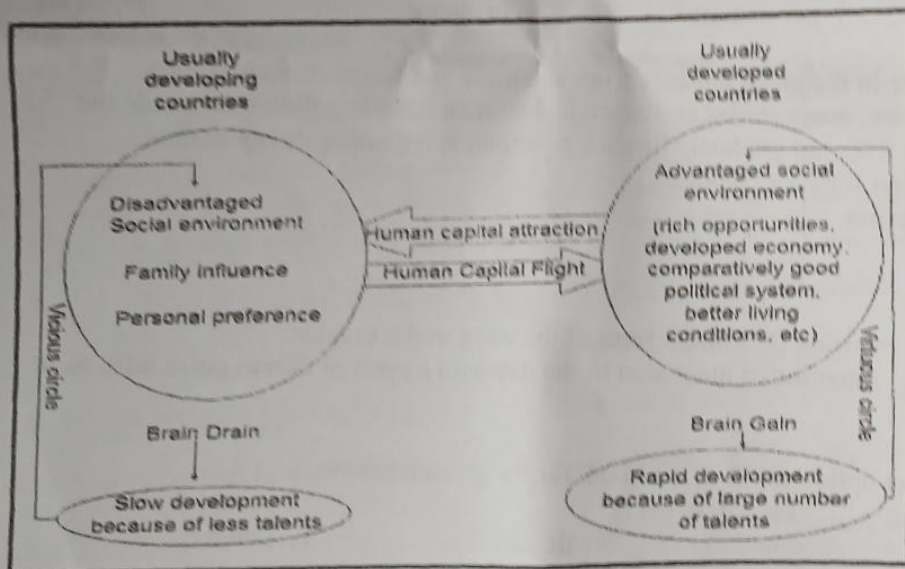 Usually
developing
countries
Usually
developed
countries
Disadvantaged
Social environment
Family influence
Personal preference
Human capital attraction
Human Capital Flight
Advantaged social
environment
(rich opportunities,
developed economy,
comparatively good
political system,
better living
conditions, etc)
Vicious circle
Virtuous circle
Brain Drain
Slow development
because of less talents
Brain Gain
Rapid development
because of large number
of talents